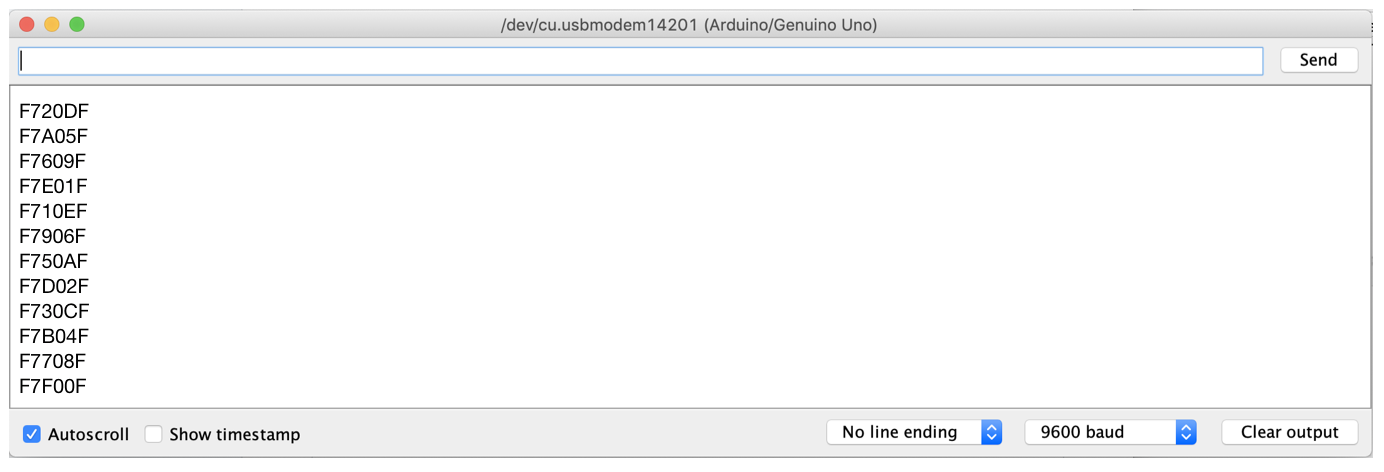 /dev/cu.usbmodem14201 (Arduino/Genuino Uno)
Send
F720DF
F7A05F
F7609F
F7E01F
F710EF
F7906F
F750AF
F7D02F
F730CF
F7B04F
F7708F
F7F00F
Autoscroll Show timestamp No line ending 9600 baud Clear output